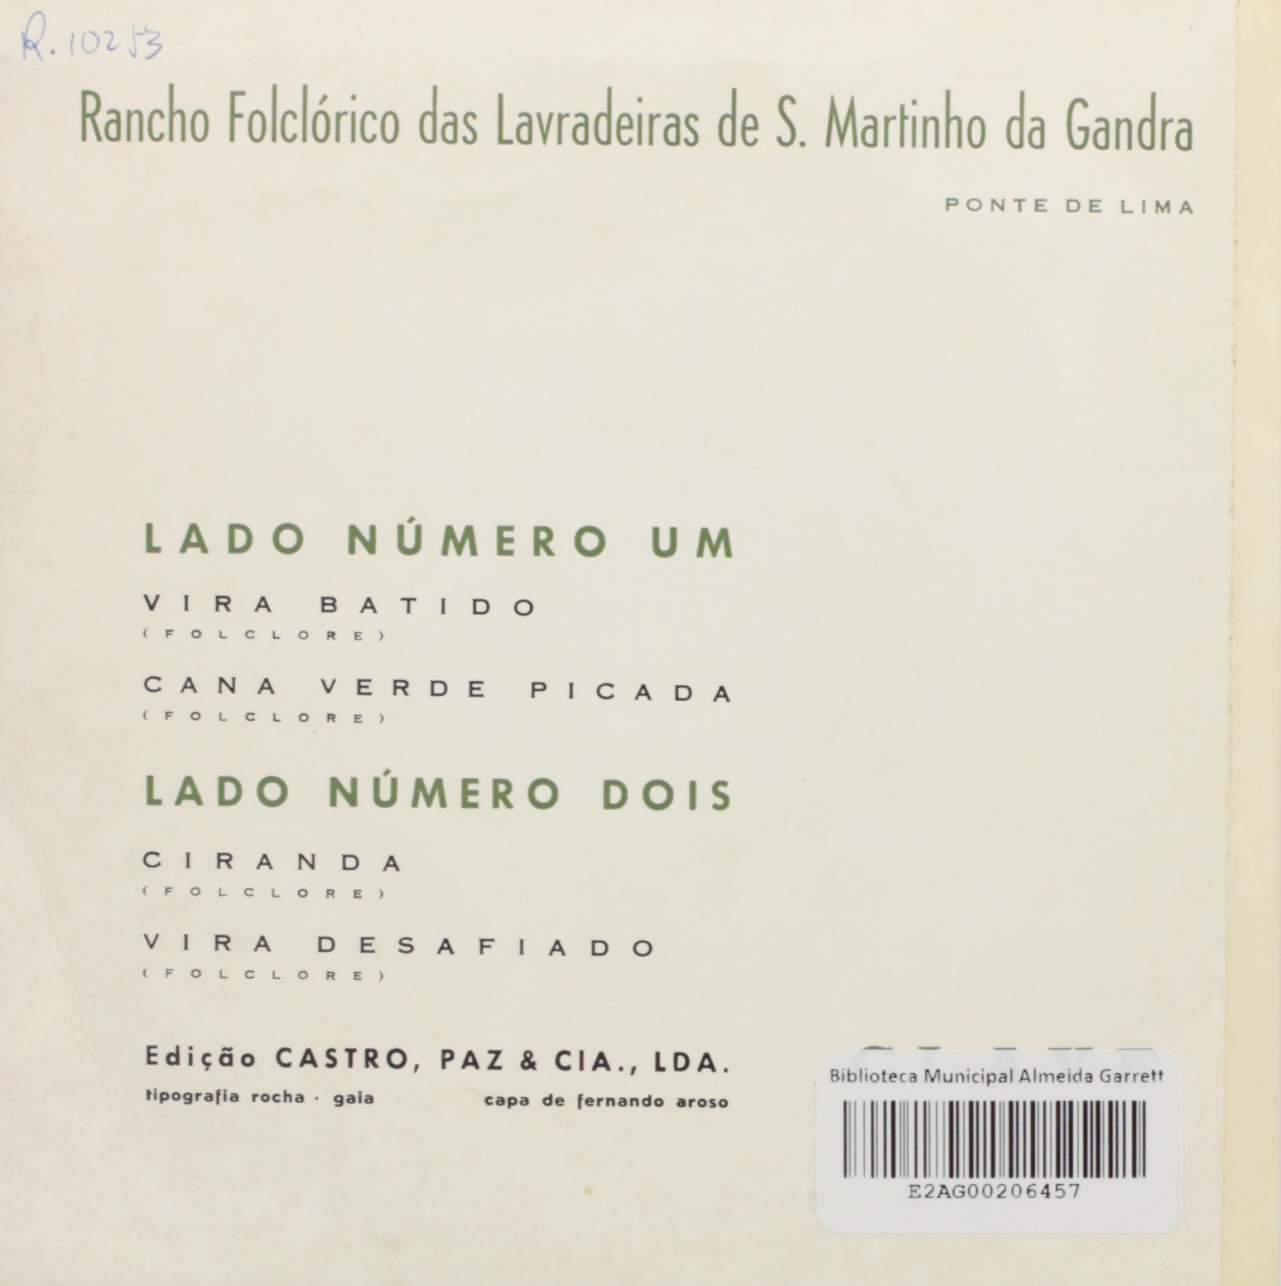 R. 10253
Rancho Folclórico das Lavradeiras de S. Martinho da Gandra
PONTE DE LIMA
LADO NÚMERO UM
VIRA BATIDO
(FOLCLORE)
CANA VERDE PICADA
(FOLCLORE)
LADO NÚMERO DOIS
CIRANDA
(FOLCLORE)
VIRA DESAFIADO
(FOLCLORE)
Edição CASTRO, PAZ & CIA., LDA.
tipografia rocha · gaia capa de fernando aroso
Biblioteca Municipal Almeida Garrett
E2AG00206457